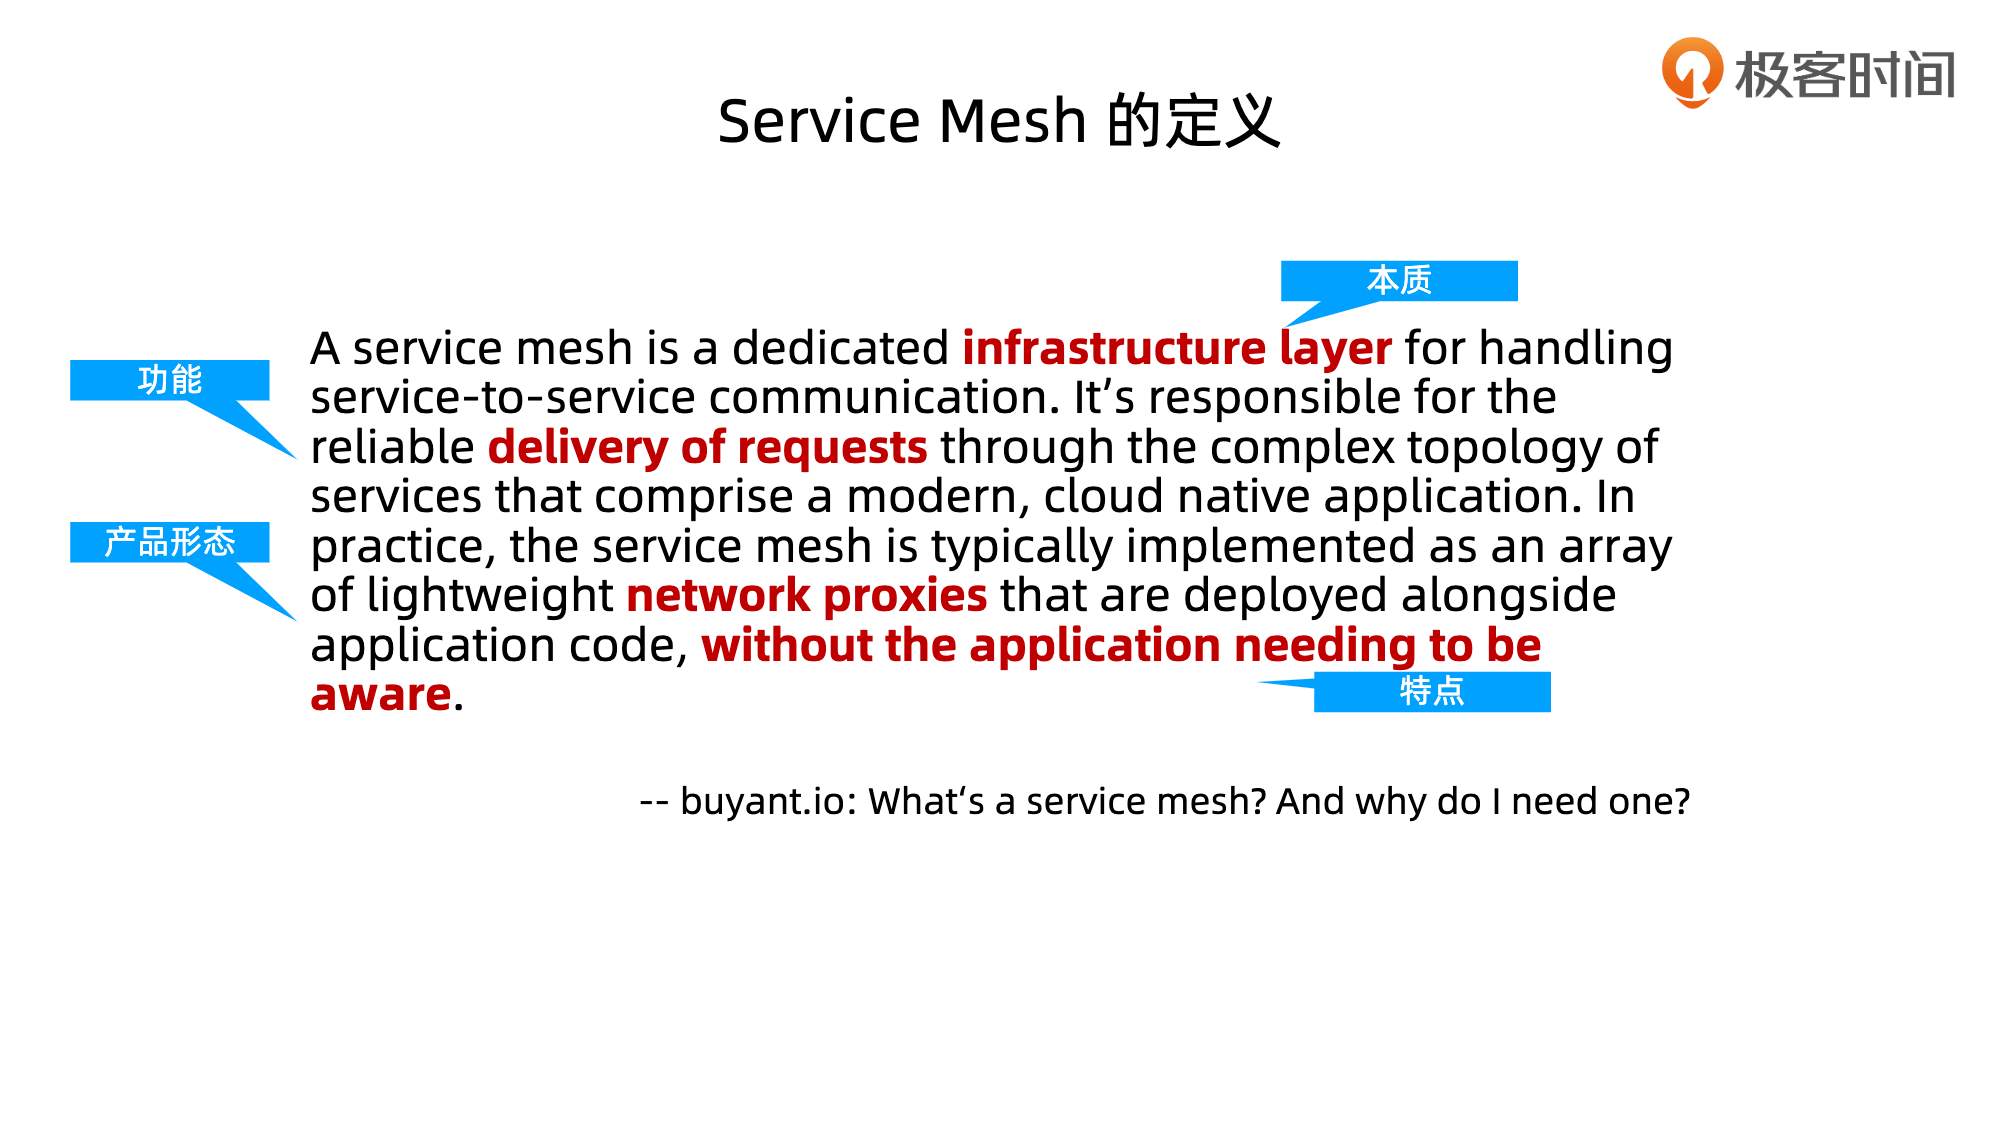 极客时间
Service Mesh 的定义
本质
A service mesh is a dedicated infrastructure layer for handling
功能
service-to-service communication. It’s responsible for the
reliable delivery of requests through the complex topology of
services that comprise a modern, cloud native application. In
产品形态
practice, the service mesh is typically implemented as an array
of lightweight network proxies that are deployed alongside
application code, without the application needing to be
aware.
特点
-- buyant.io: What‘s a service mesh? And why do I need one?